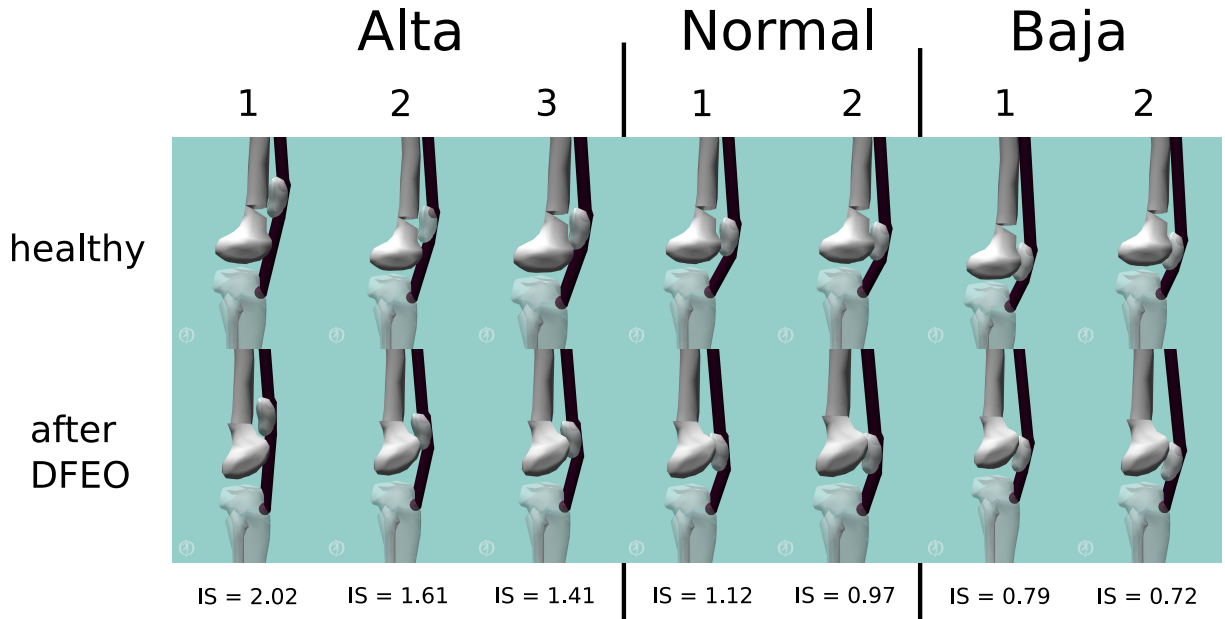 Alta Normal Baja
1 2 3 1 2 1 2
healthy
after
DFEO
IS = 2.02 IS = 1.61 IS = 1.41 IS = 1.12 IS = 0.97 IS = 0.79 IS = 0.72